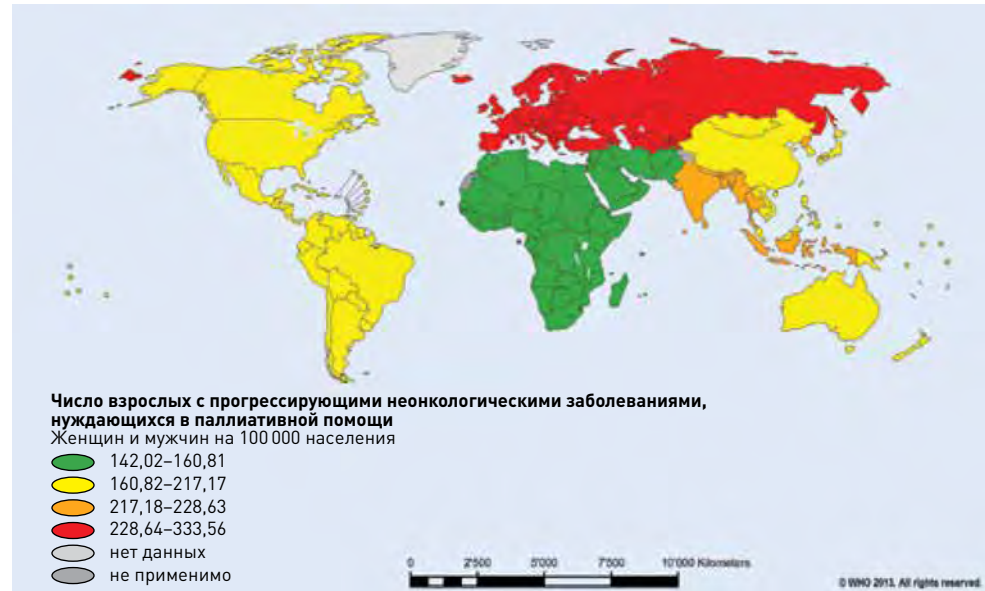 Число взрослых с прогрессирующими неонкологическими заболеваниями,
нуждающихся в паллиативной помощи
Женщин и мужчин на 100 000 населения
142,02–160,81
160,82–217,17
217,18–228,63
228,64–333,56
нет данных
не применимо
0 2'500 5'000 7'500 10'000 Kilometers
© WHO 2013. All rights reserved.